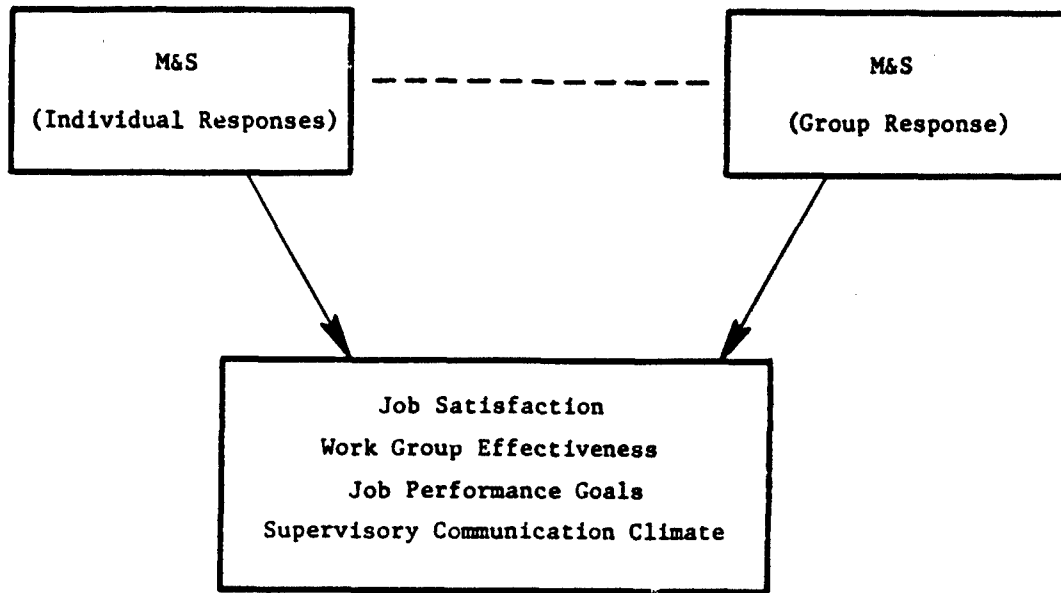 M&S
(Individual Responses)
M&S
(Group Response)
Job Satisfaction
Work Group Effectiveness
Job Performance Goals
Supervisory Communication Climate